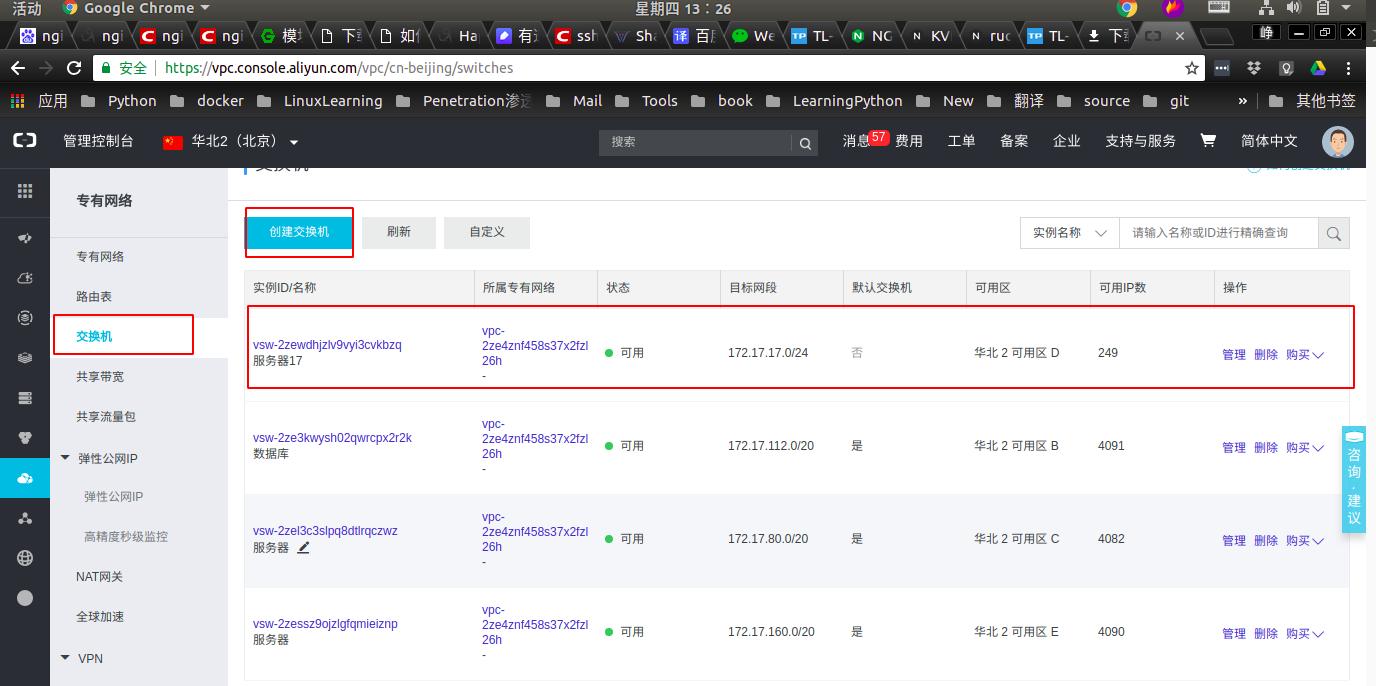 活动 Google Chrome 星期四 13：26
ngi ngi ngi ngi 模 下 如 Ha 有 ssh Sha 译 百 We TP TL- NG KV ruc TP TL- 下 峥
安全 https://vpc.console.aliyun.com/vpc/cn-beijing/switches
应用 Python docker LinuxLearning Penetration渗 Mail Tools book LearningPython New 翻译 source git » 其他书签
管理控制台 华北2（北京） 搜索 消息 57 费用 工单 备案 企业 支持与服务 简体中文
专有网络
专有网络
路由表
交换机
共享带宽
共享流量包
弹性公网IP
弹性公网IP
高精度秒级监控
NAT网关
全球加速
VPN
交换机
创建交换机 刷新 自定义 实例名称 请输入名称或ID进行精确查询
实例ID/名称 所属专有网络 状态 目标网段 默认交换机 可用区 可用IP数 操作
vsw-2zewdhjzlv9vyi3cvkbzq
服务器17
vpc-
2ze4znf458s37x2fzl
26h
-
可用 172.17.17.0/24 否 华北 2 可用区 D 249 管理 删除 购买
vsw-2ze3kwysh02qwrcpx2r2k
数据库
vpc-
2ze4znf458s37x2fzl
26h
-
可用 172.17.112.0/20 是 华北 2 可用区 B 4091 管理 删除 购买
vsw-2zel3c3slpq8dtlrqczwz
服务器
vpc-
2ze4znf458s37x2fzl
26h
-
可用 172.17.80.0/20 是 华北 2 可用区 C 4082 管理 删除 购买
vsw-2zessz9ojzlgfqmieiznp
服务器
vpc-
2ze4znf458s37x2fzl
26h
-
可用 172.17.160.0/20 是 华北 2 可用区 E 4090 管理 删除 购买
咨询·建议